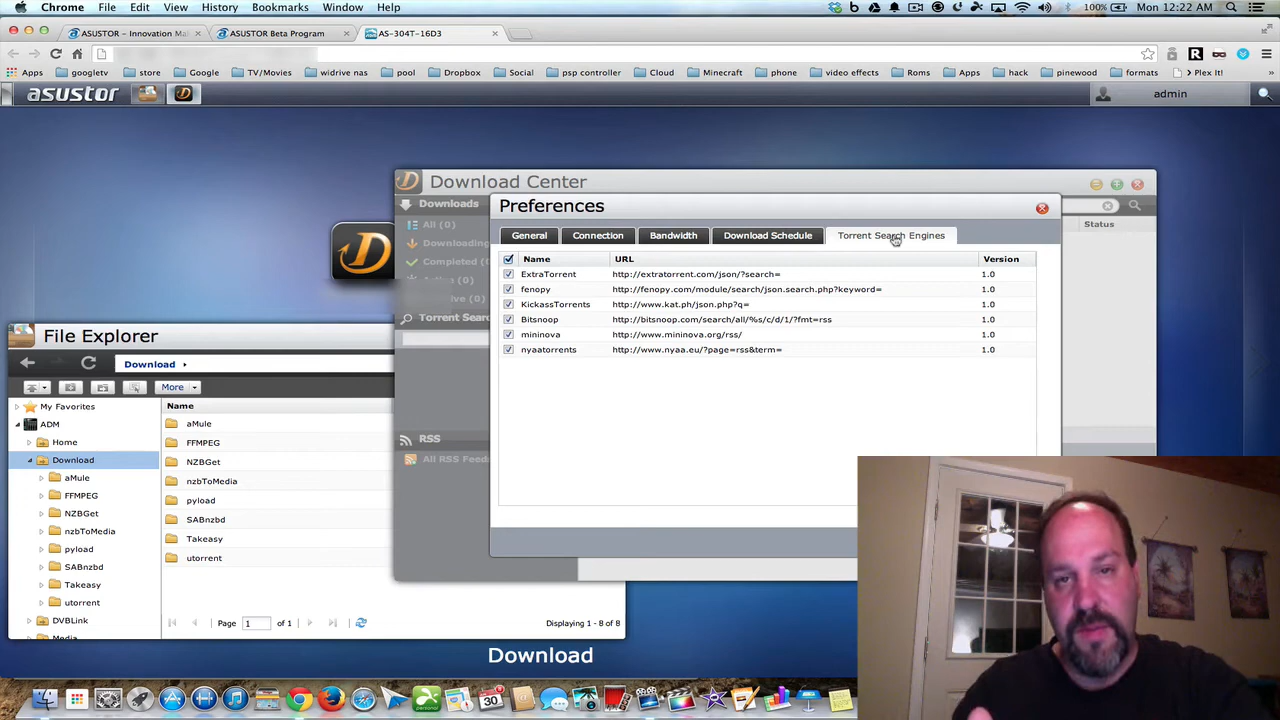 Chrome File Edit View History Bookmarks Window Help 100% Mon 12:22 AM
ASUSTOR – Innovation Ma ASUSTOR Beta Program AS-304T-16D3
Apps googletv store Google TV/Movies widrive nas pool Dropbox Social psp controller Cloud Minecraft phone video effects Roms Apps hack pinewood formats Plex It! »
asustor admin
Download Center
Downloads
All (0)
Downloading
Completed (
(0)
(0)
Torrent Sear
RSS
All RSS Feed
Status
Preferences
General Connection Bandwidth Download Schedule Torrent Search Engines
Name URL Version
ExtraTorrent http://extratorrent.com/json/?search= 1.0
fenopy http://fenopy.com/module/search/json.search.php?keyword= 1.0
KickassTorrents http://www.kat.ph/json.php?q= 1.0
Bitsnoop http://bitsnoop.com/search/all/%s/c/d/1/?fmt=rss 1.0
mininova http://www.mininova.org/rss/ 1.0
nyaatorrents http://www.nyaa.eu/?page=rss&term= 1.0
File Explorer
Download
More
My Favorites
ADM
Home
Download
aMule
FFMPEG
NZBGet
nzbToMedia
pyload
SABnzbd
Takeasy
utorrent
DVBLink
Media
Name
aMule
FFMPEG
NZBGet
nzbToMedia
pyload
SABnzbd
Takeasy
utorrent
Page 1 of 1 Displaying 1 - 8 of 8
Download